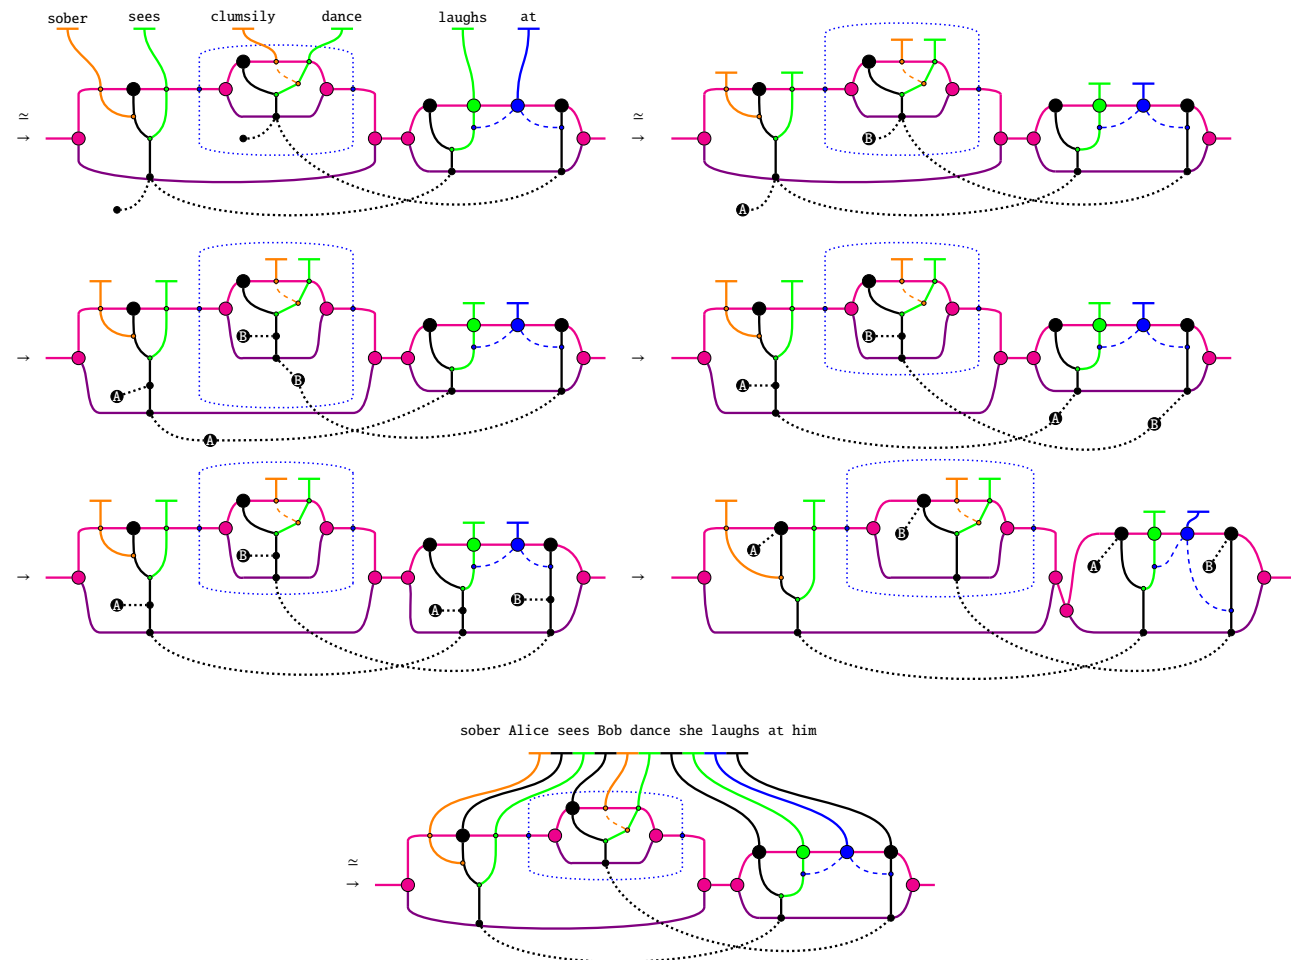 sober sees clumsily dance laughs at
≃
→
≃
→
B
A
→
B
A
B
A
→
B
A
A
B
→
B
A
A
B
→
B
A
A
B
sober Alice sees Bob dance she laughs at him
≃
→